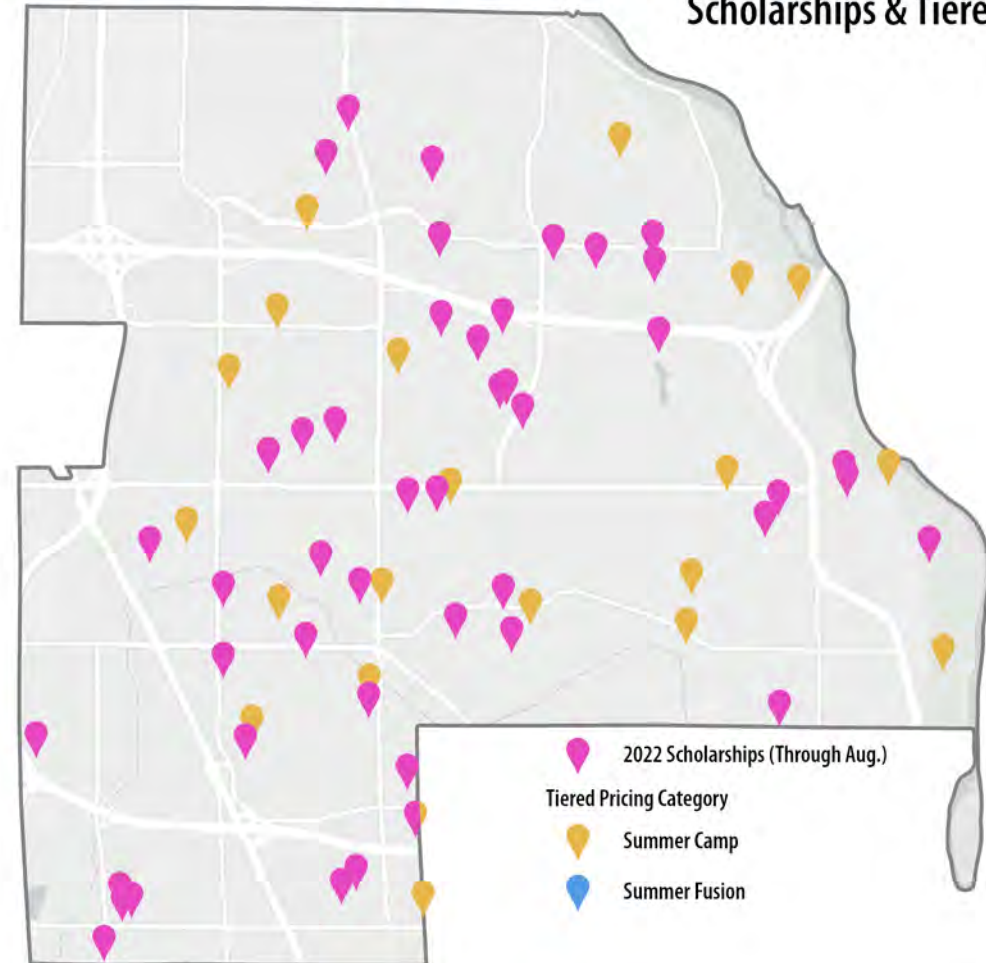 Scholarships & Tiere
2022 Scholarships (Through Aug.)
Tiered Pricing Category
Summer Camp
Summer Fusion